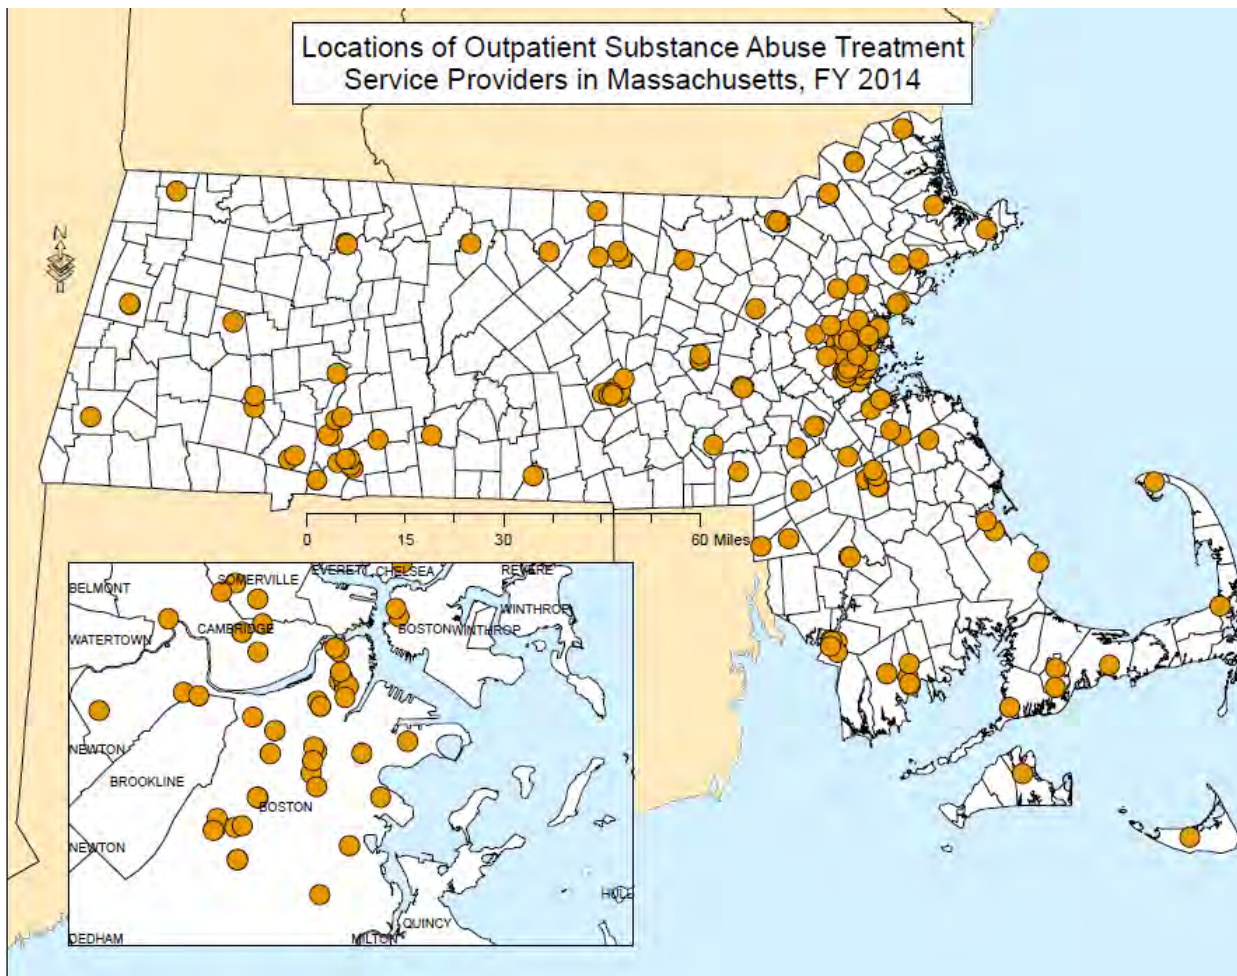 Locations of Outpatient Substance Abuse Treatment
Service Providers in Massachusetts, FY 2014
N
0 15 30 60 Miles
EVERETT CHELSEA REVERE
BELMONT SOMERVILLE
WINTHROP
WATERTOWN CAMBRIDGE BOSTON WINTHROP
NEWTON
BROOKLINE
BOSTON
NEWTON
HULL
QUINCY
DEDHAM MILTON